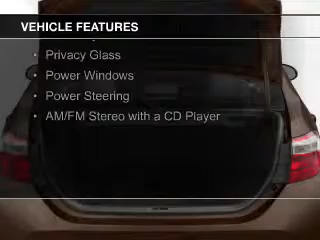 VEHICLE FEATURES
• Privacy Glass
• Power Windows
• Power Steering
• AM/FM Stereo with a CD Player